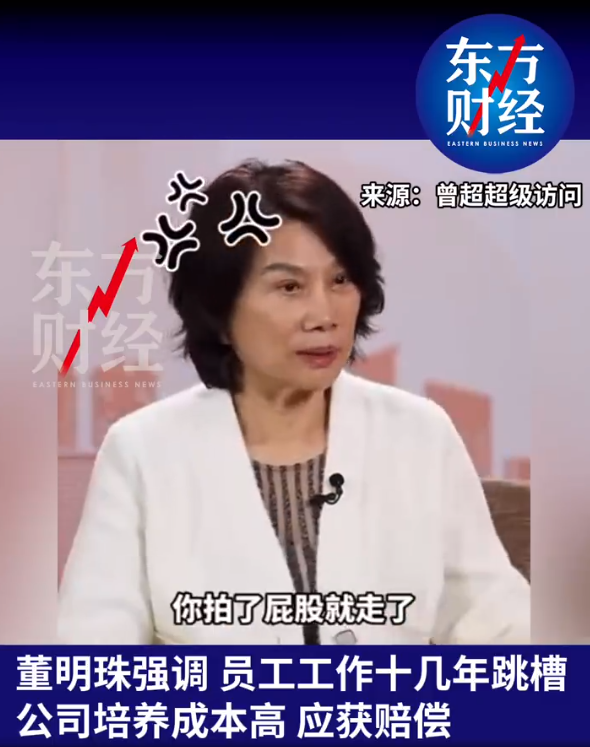 东方
财经
EASTERN BUSINESS NEWS
来源：曾超超级访问
东方
财经
EASTERN BUSINESS NEWS
你拍了屁股就走了
董明珠强调 员工工作十几年跳槽
公司培养成本高 应获赔偿